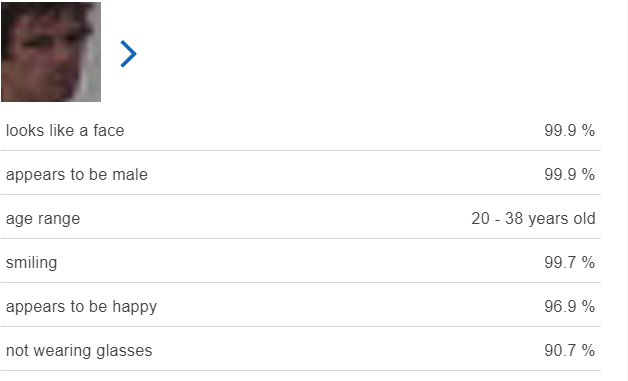 looks like a face 99.9 %
appears to be male 99.9 %
age range 20 - 38 years old
smiling 99.7 %
appears to be happy 96.9 %
not wearing glasses 90.7 %